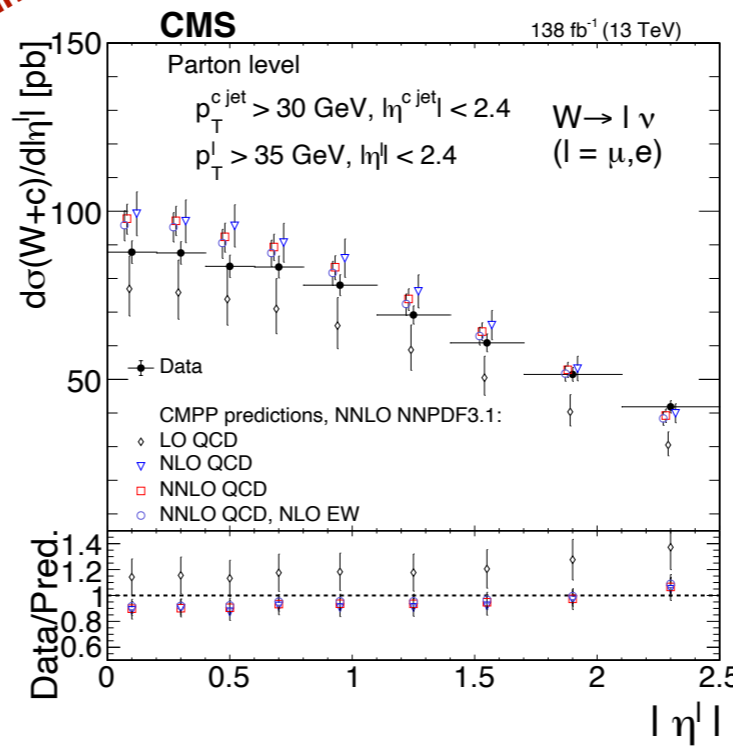 CMS
138 fb⁻¹ (13 TeV)
dσ(W+c)/d|η^l| [pb]
150
100
50
Parton level
p_T^{c jet} > 30 GeV, |η^{c jet}| < 2.4
p_T^l > 35 GeV, |η^l| < 2.4
W→ l ν
(l = μ,e)
Data
CMPP predictions, NNLO NNPDF3.1:
LO QCD
NLO QCD
NNLO QCD
NNLO QCD, NLO EW
Data/Pred.
1.4
1.2
1
0.8
0.6
0 0.5 1 1.5 2 2.5
| η^l |